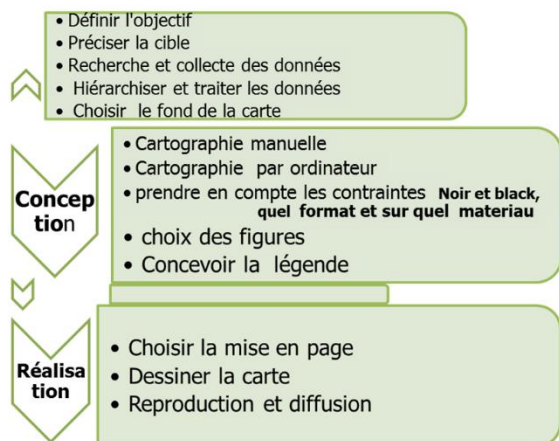 • Définir l'objectif
• Préciser la cible
• Recherche et collecte des données
• Hiérarchiser et traiter les données
• Choisir le fond de la carte
Concep
tion
• Cartographie manuelle
• Cartographie par ordinateur
• prendre en compte les contraintes Noir et black,
quel format et sur quel materiau
• choix des figures
• Concevoir la légende
Réalisa
tion
• Choisir la mise en page
• Dessiner la carte
• Reproduction et diffusion